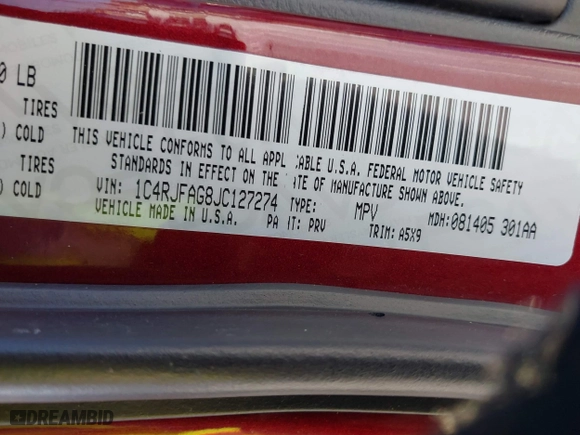 0 LB
TIRES
) COLD
TIRES
) COLD
THIS VEHICLE CONFORMS TO ALL APPL CABLE U.S.A. FEDERAL MOTOR VEHICLE SAFETY
STANDARDS IN EFFECT ON THE TE OF MANUFACTURE SHOWN ABOVE.
VIN: 1C4RJFAG8JC127274 TYPE: MPV MDH:081405 301AA
VEHICLE MADE IN U.S.A. PA IT: PRV TRIM: A5X9
DREAMBID